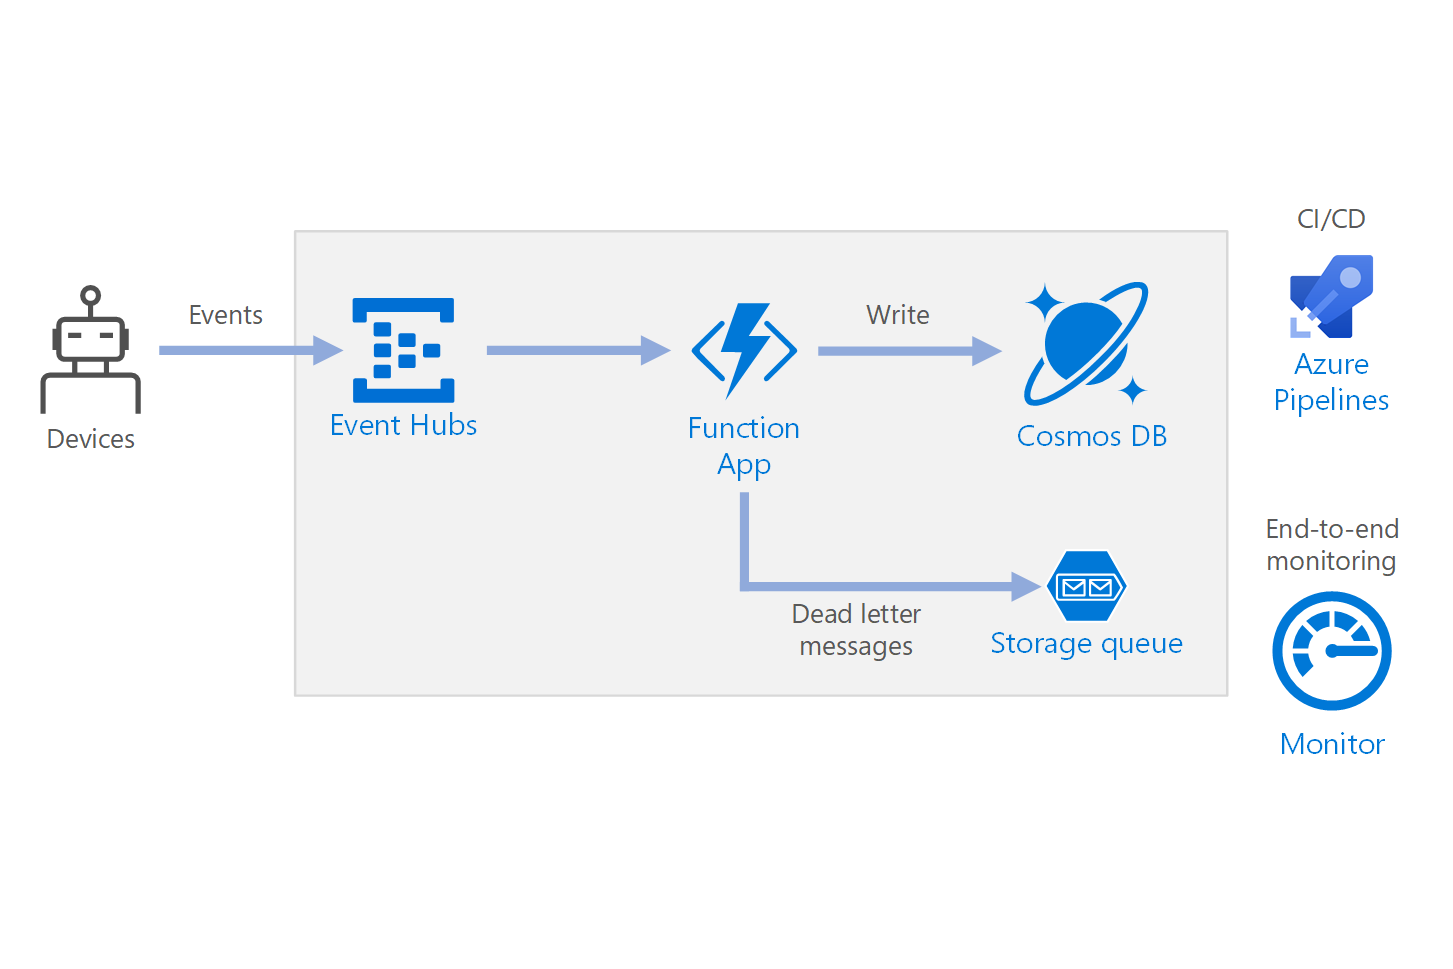 Devices
Events
Event Hubs
Function
App
Write
Cosmos DB
Dead letter
messages
Storage queue
CI/CD
Azure
Pipelines
End-to-end
monitoring
Monitor